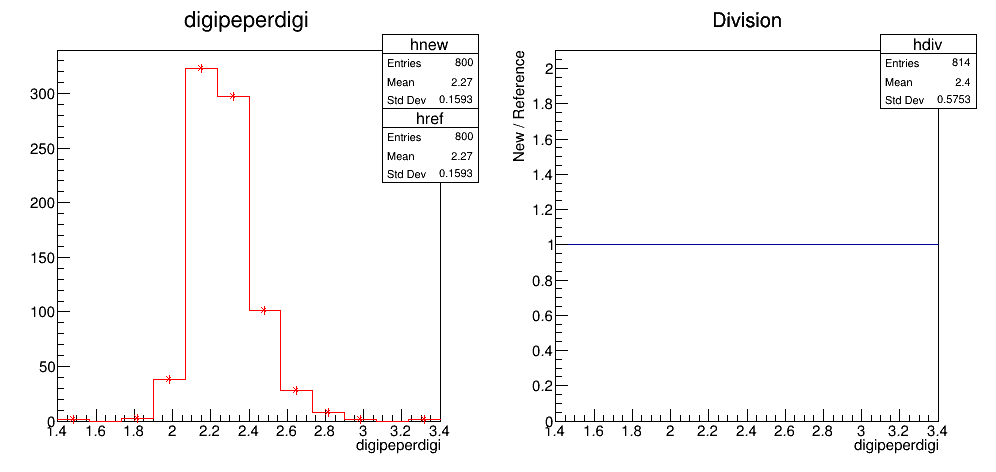 digipeperdigi
hnew
Entries 800
Mean 2.27
Std Dev 0.1593
href
Entries 800
Mean 2.27
Std Dev 0.1593
300
250
200
150
100
50
0
1.4 1.6 1.8 2 2.2 2.4 2.6 2.8 3 3.2 3.4
digipeperdigi
Division
hdiv
Entries 814
Mean 2.4
Std Dev 0.5753
New / Reference
2
1.8
1.6
1.4
1.2
1
0.8
0.6
0.4
0.2
0
1.4 1.6 1.8 2 2.2 2.4 2.6 2.8 3 3.2 3.4
digipeperdigi